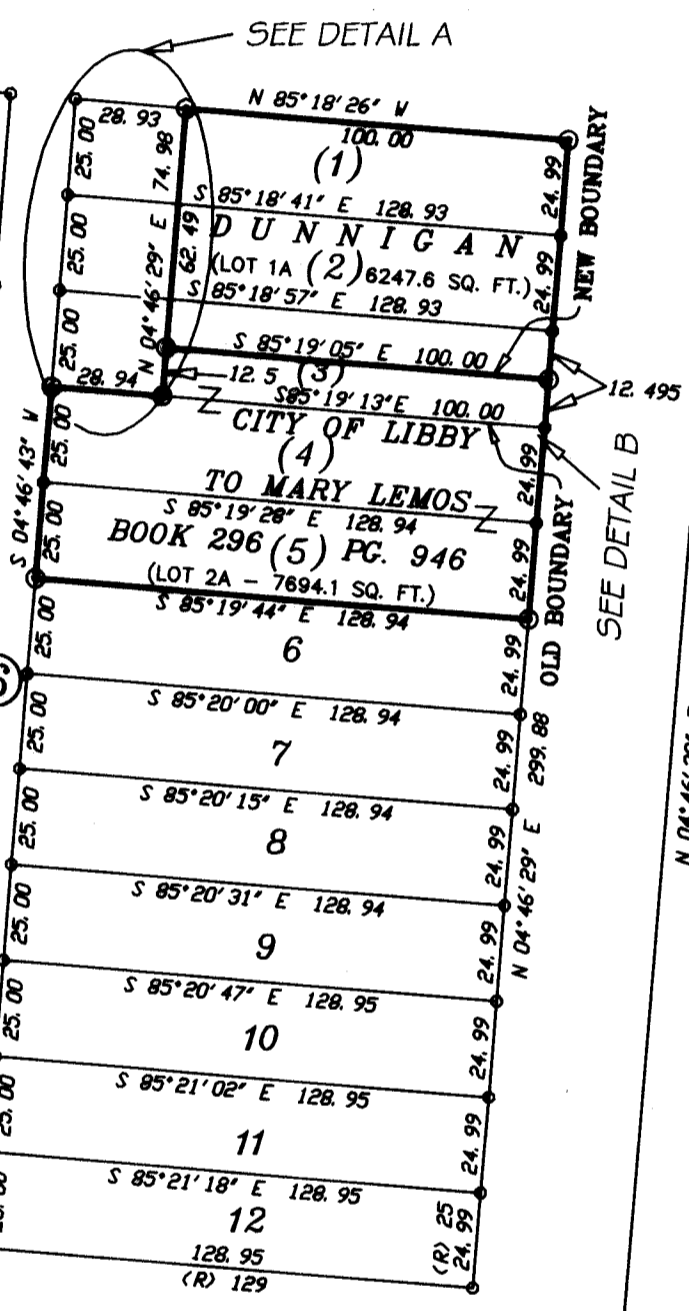 SEE DETAIL A
N 85°18'26" W
28.93
100.00
25.00
74.98
(1)
24.99
NEW BOUNDARY
S 85°18'41" E 128.93
DUNNIGAN
25.00
N 04°46'29" E
62.49
(LOT 1A (2) 6247.6 SQ. FT.)
24.99
S 85°18'57" E 128.93
25.00
S 85°19'05" E 100.00
12.5 (3)
12.495
28.94
S85°19'13"E 100.00
CITY OF LIBBY
(4)
S 04°46'43" W
25.00
24.99
SEE DETAIL B
TO MARY LEMOS
S 85°19'28" E 128.94
25.00
BOOK 296 (5) PG. 946
24.99
OLD BOUNDARY
(LOT 2A - 7694.1 SQ. FT.)
S 85°19'44" E 128.94
25.00
6
24.99
S 85°20'00" E 128.94
25.00
7
24.99
299.88
S 85°20'15" E 128.94
25.00
8
24.99
N 04°46'29" E
S 85°20'31" E 128.94
25.00
9
24.99
S 85°20'47" E 128.95
25.00
10
24.99
S 85°21'02" E 128.95
25.00
11
24.99
S 85°21'18" E 128.95
12
(R) 25
24.99
128.95
(R) 129